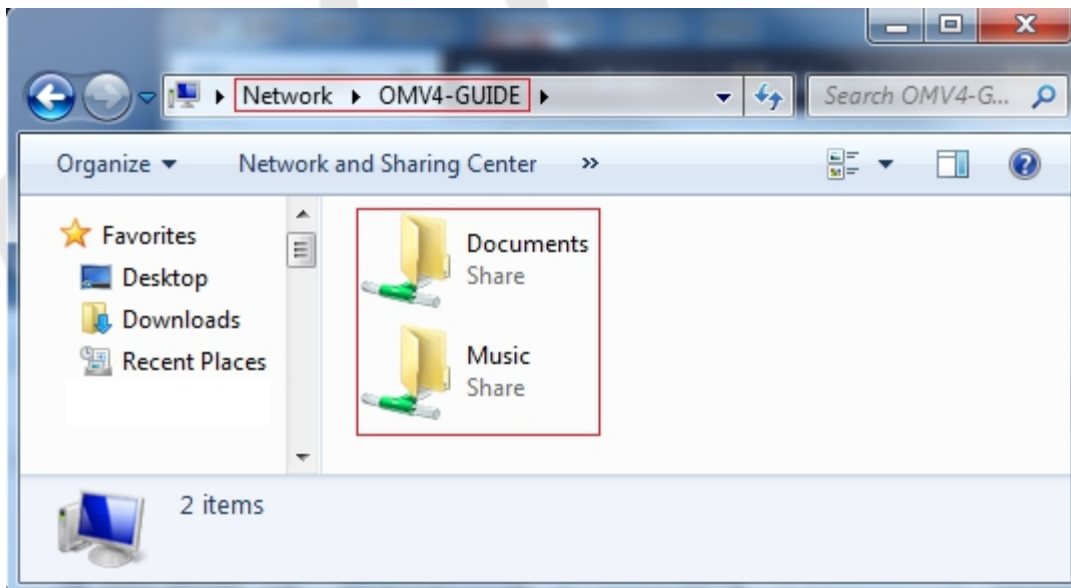 Network ▸ OMV4-GUIDE ▸
Search OMV4-G...
Organize ▾ Network and Sharing Center »
Favorites
Desktop
Downloads
Recent Places
Documents
Share
Music
Share
2 items